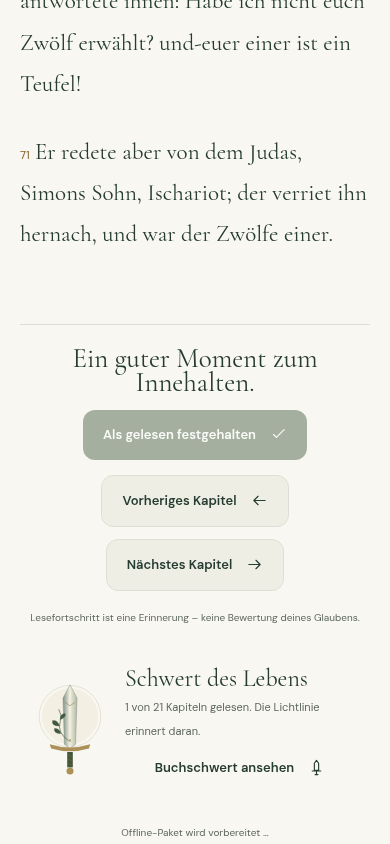 antwortete ihnen: Habe ich nicht euch
Zwölf erwählt? und-euer einer ist ein
Teufel!
71 Er redete aber von dem Judas,
Simons Sohn, Ischariot; der verriet ihn
hernach, und war der Zwölfe einer.
Ein guter Moment zum
Innehalten.
Als gelesen festgehalten
Vorheriges Kapitel
Nächstes Kapitel
Lesefortschritt ist eine Erinnerung – keine Bewertung deines Glaubens.
Schwert des Lebens
1 von 21 Kapiteln gelesen. Die Lichtlinie
erinnert daran.
Buchschwert ansehen
Offline-Paket wird vorbereitet …